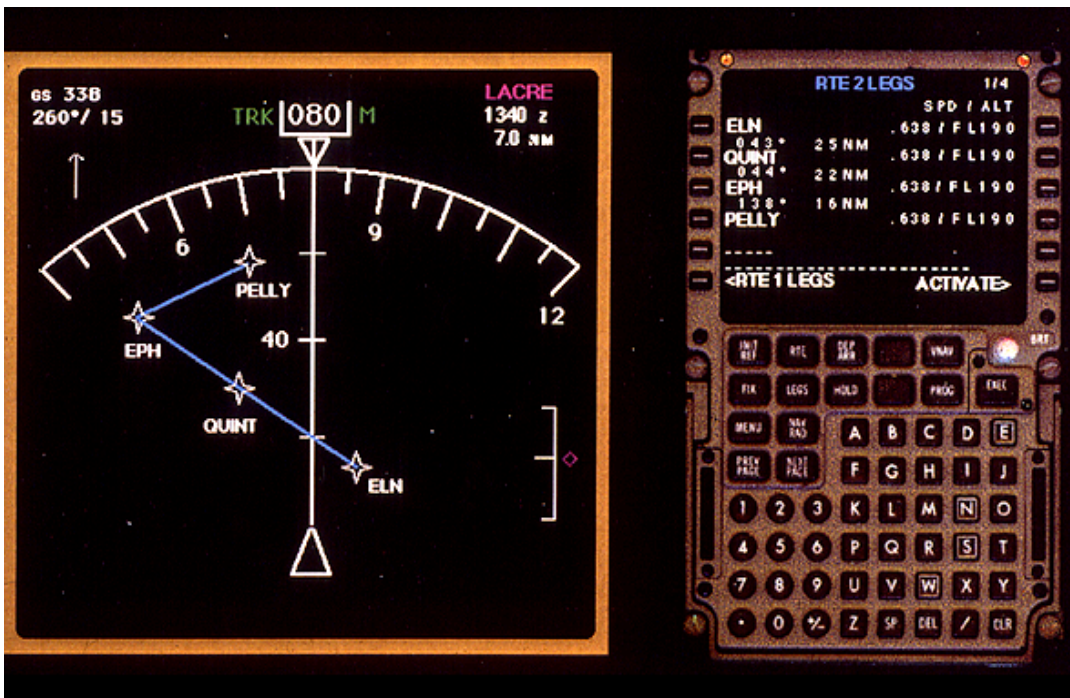 GS 338
260°/ 15
TRK 080 M
LACRE
1340 z
7.0 NM
6
9
12
40
PELLY
EPH
QUINT
ELN
RTE 2 LEGS 1/4
SPD / ALT
ELN .638 / FL190
043° 25NM
QUINT .638 / FL190
044° 22NM
EPH .638 / FL190
138° 16NM
PELLY .638 / FL190
-----
<RTE 1 LEGS ACTIVATE>
INIT REF RTE DEP ARR VNAV BRT
FIX LEGS HOLD PROG EXEC
MENU NAV RAD A B C D E
PREV PAGE NEXT PAGE F G H I J
1 2 3 K L M N O
4 5 6 P Q R S T
7 8 9 U V W X Y
. 0 +/- Z SP DEL / CLR